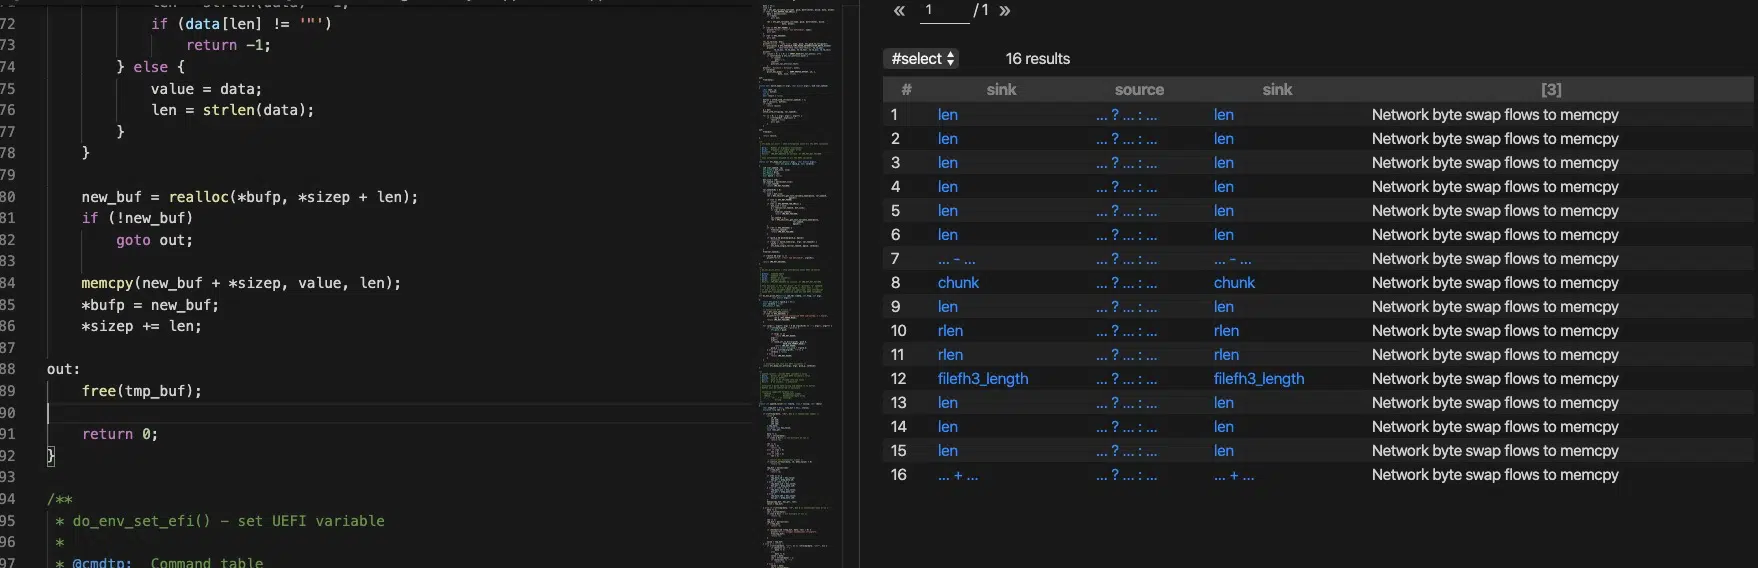 72 if (data[len] != '"')
73 return -1;
74 } else {
75 value = data;
76 len = strlen(data);
77 }
78 }
79
80 new_buf = realloc(*bufp, *sizep + len);
81 if (!new_buf)
82 goto out;
83
84 memcpy(new_buf + *sizep, value, len);
85 *bufp = new_buf;
86 *sizep += len;
87
88 out:
89 free(tmp_buf);
90
91 return 0;
92 }
93
94 /**
95 * do_env_set_efi() - set UEFI variable
96 *
97 * @cmdtp: Command table
« 1 / 1 »
#select 16 results
# sink source sink [3]
1 len ... ? ... : ... len Network byte swap flows to memcpy
2 len ... ? ... : ... len Network byte swap flows to memcpy
3 len ... ? ... : ... len Network byte swap flows to memcpy
4 len ... ? ... : ... len Network byte swap flows to memcpy
5 len ... ? ... : ... len Network byte swap flows to memcpy
6 len ... ? ... : ... len Network byte swap flows to memcpy
7 ... - ... ... ? ... : ... ... - ... Network byte swap flows to memcpy
8 chunk ... ? ... : ... chunk Network byte swap flows to memcpy
9 len ... ? ... : ... len Network byte swap flows to memcpy
10 rlen ... ? ... : ... rlen Network byte swap flows to memcpy
11 rlen ... ? ... : ... rlen Network byte swap flows to memcpy
12 filefh3_length ... ? ... : ... filefh3_length Network byte swap flows to memcpy
13 len ... ? ... : ... len Network byte swap flows to memcpy
14 len ... ? ... : ... len Network byte swap flows to memcpy
15 len ... ? ... : ... len Network byte swap flows to memcpy
16 ... + ... ... ? ... : ... ... + ... Network byte swap flows to memcpy